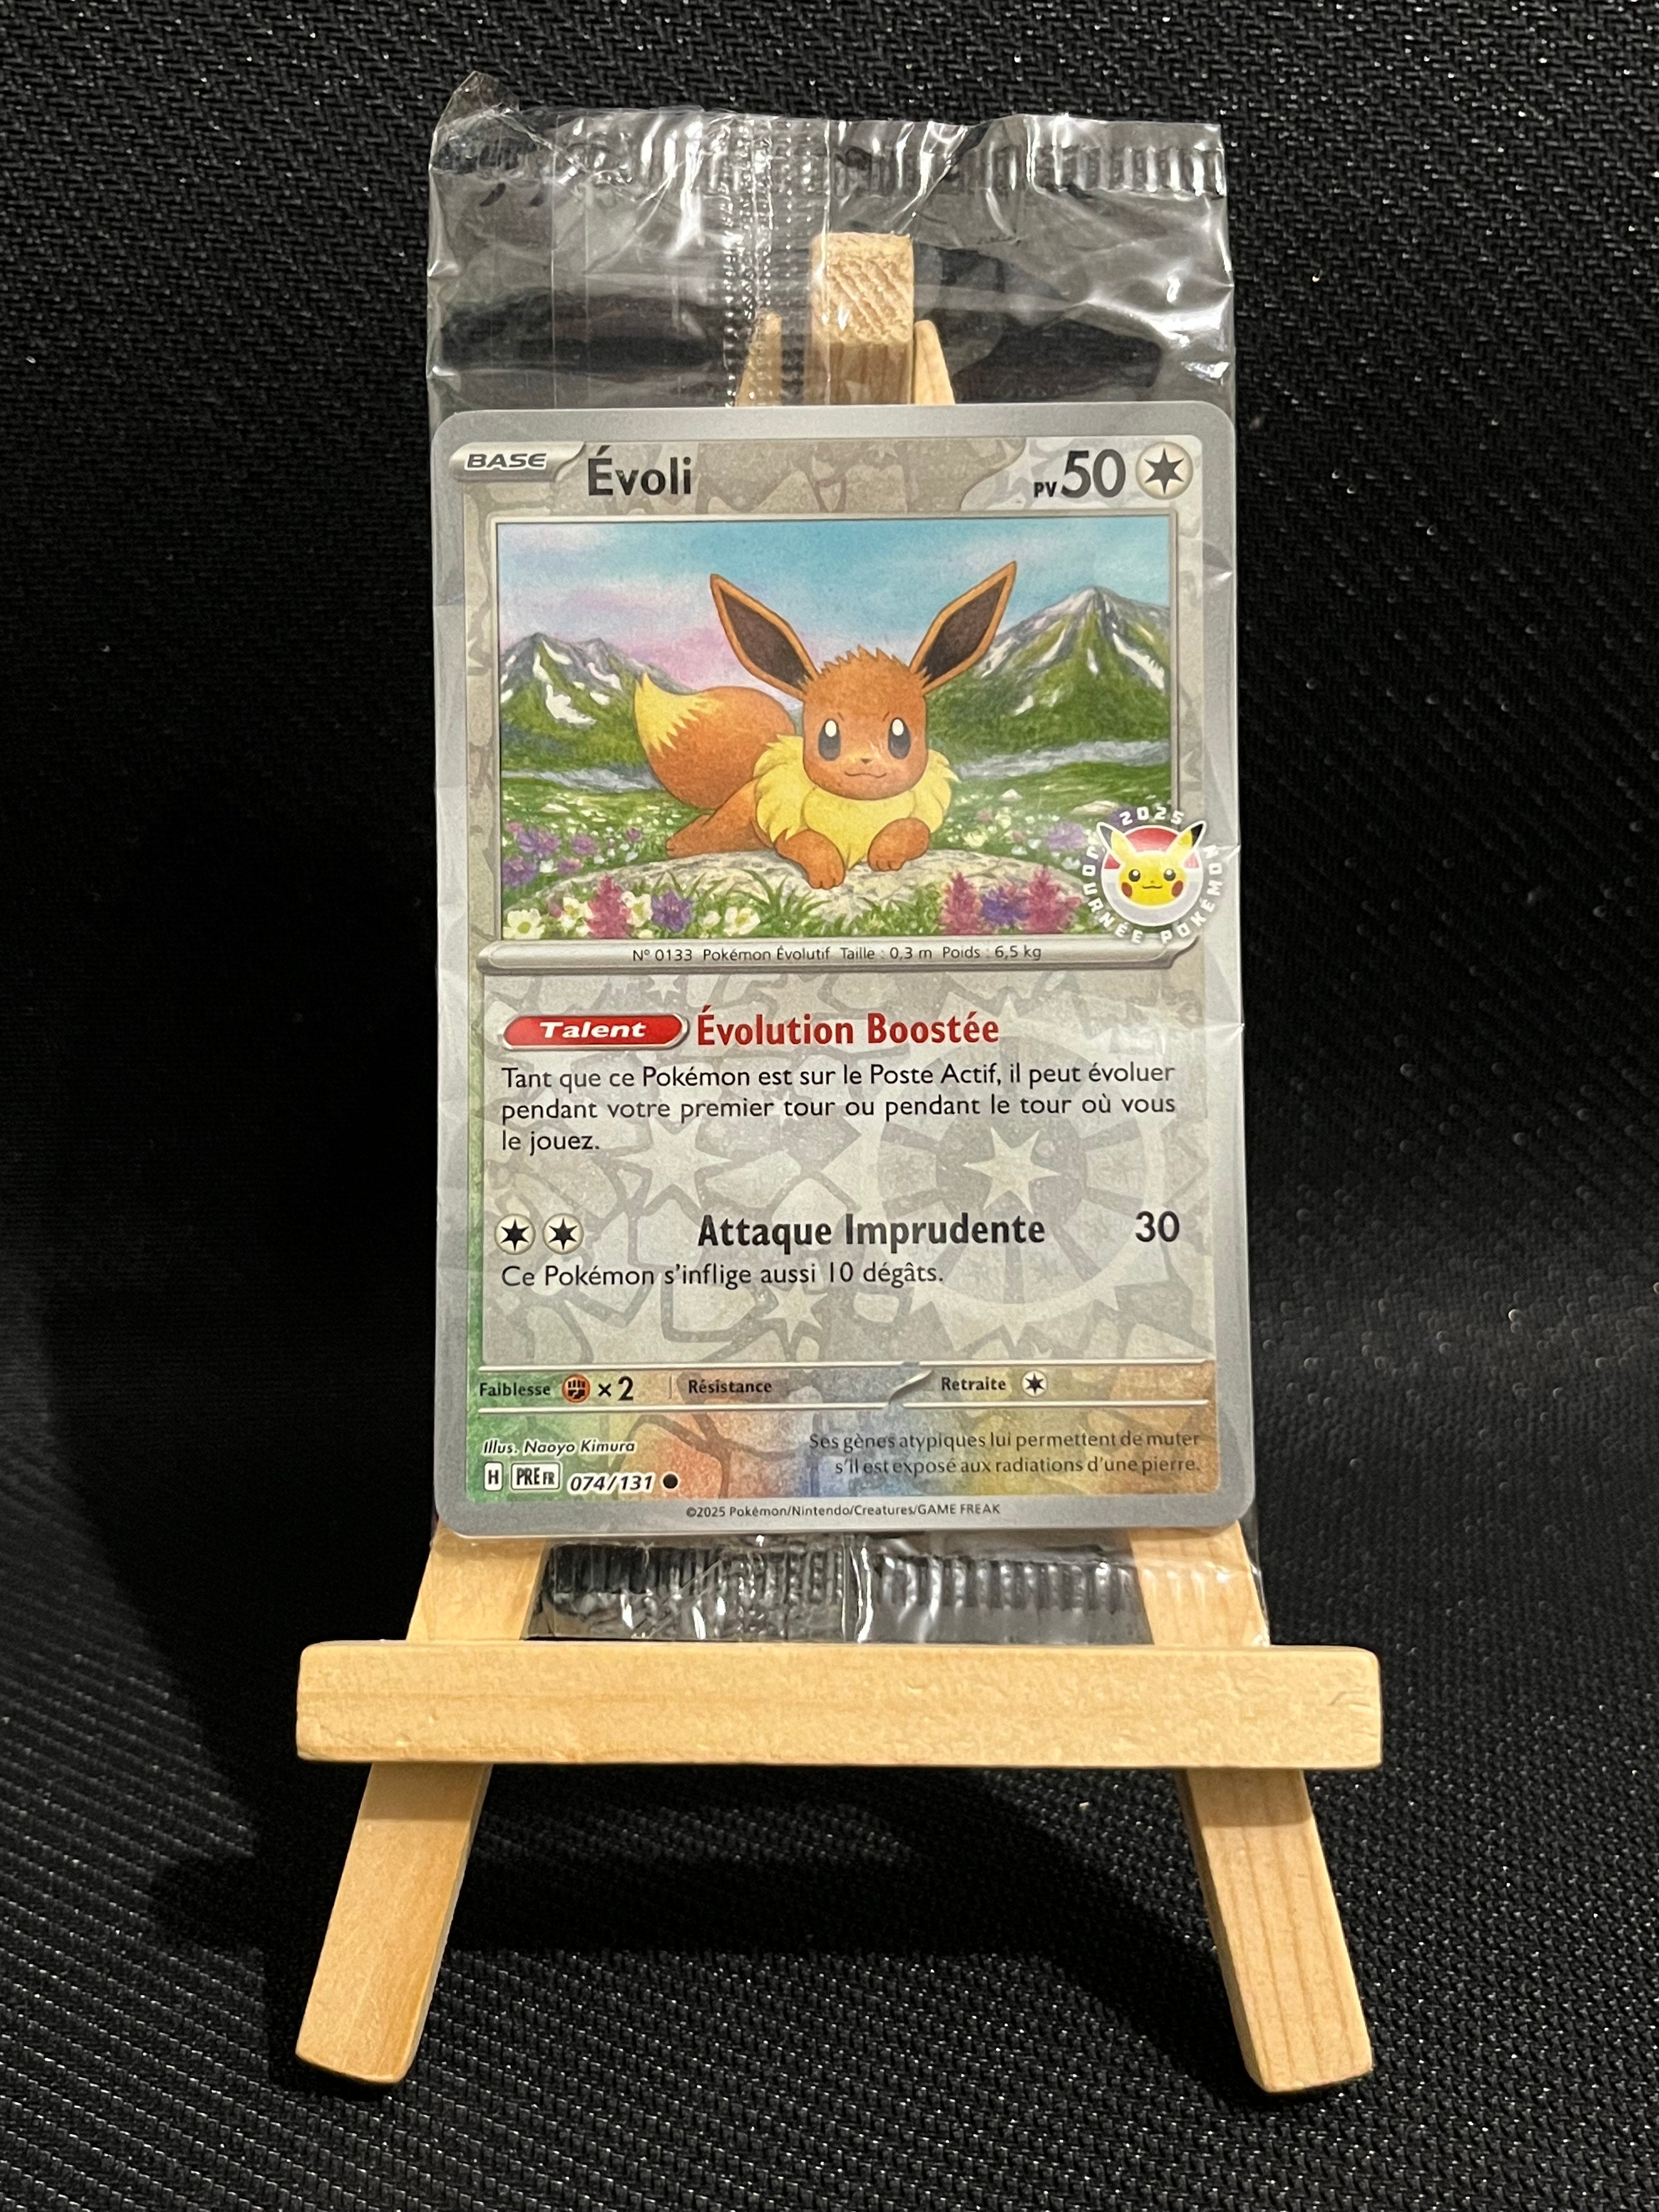 BASE Évoli PV 50
2025
JOURNÉE POKÉMON
N° 0133 Pokémon Évolutif Taille : 0,3 m Poids : 6,5 kg
Talent Évolution Boostée
Tant que ce Pokémon est sur le Poste Actif, il peut évoluer
pendant votre premier tour ou pendant le tour où vous
le jouez.
Attaque Imprudente 30
Ce Pokémon s'inflige aussi 10 dégâts.
Faiblesse ×2 Résistance Retraite
Illus. Naoyo Kimura
Ses gènes atypiques lui permettent de muter
s'il est exposé aux radiations d'une pierre.
H PRE FR 074/131
©2025 Pokémon/Nintendo/Creatures/GAME FREAK